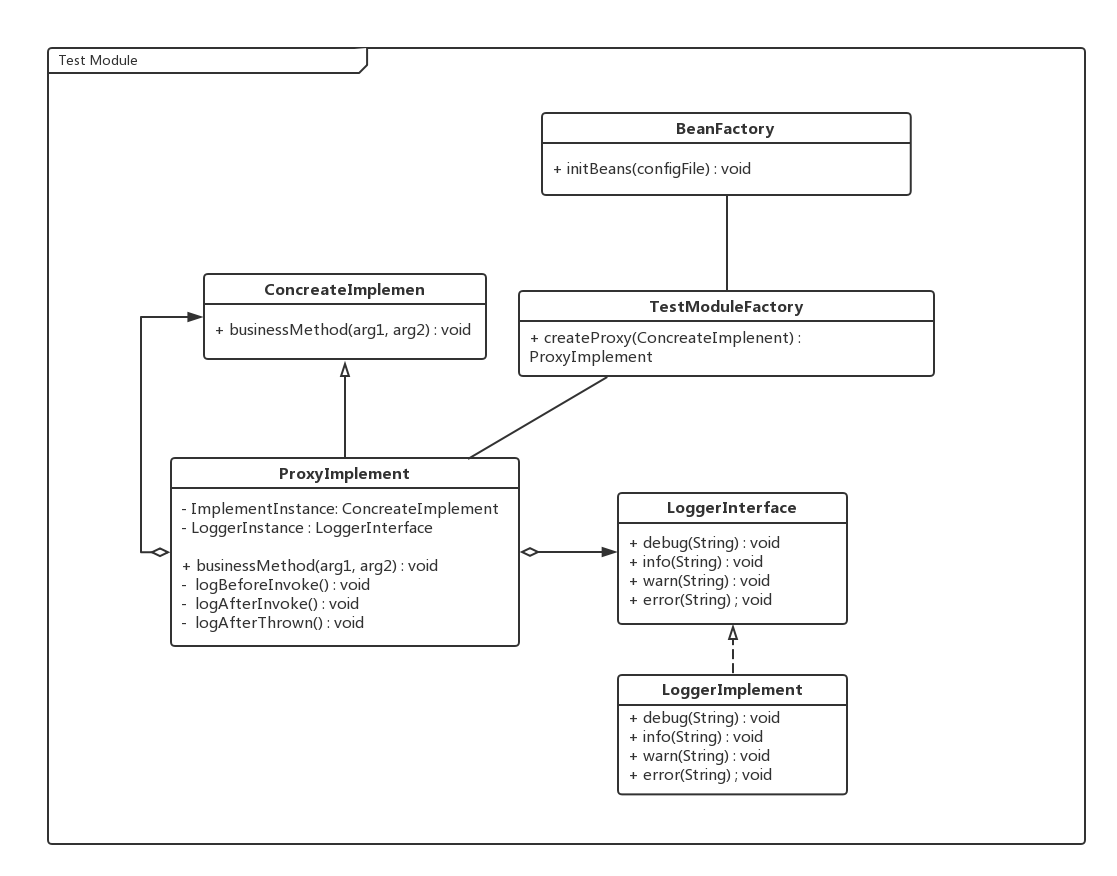 Test Module
BeanFactory
+ initBeans(configFile) : void
ConcreateImplemen
+ businessMethod(arg1, arg2) : void
TestModuleFactory
+ createProxy(ConcreateImplenent) :
ProxyImplement
ProxyImplement
- ImplementInstance: ConcreateImplement
- LoggerInstance : LoggerInterface
+ businessMethod(arg1, arg2) : void
- logBeforeInvoke() : void
- logAfterInvoke() : void
- logAfterThrown() : void
LoggerInterface
+ debug(String) : void
+ info(String) : void
+ warn(String) : void
+ error(String) ; void
LoggerImplement
+ debug(String) : void
+ info(String) : void
+ warn(String) : void
+ error(String) ; void